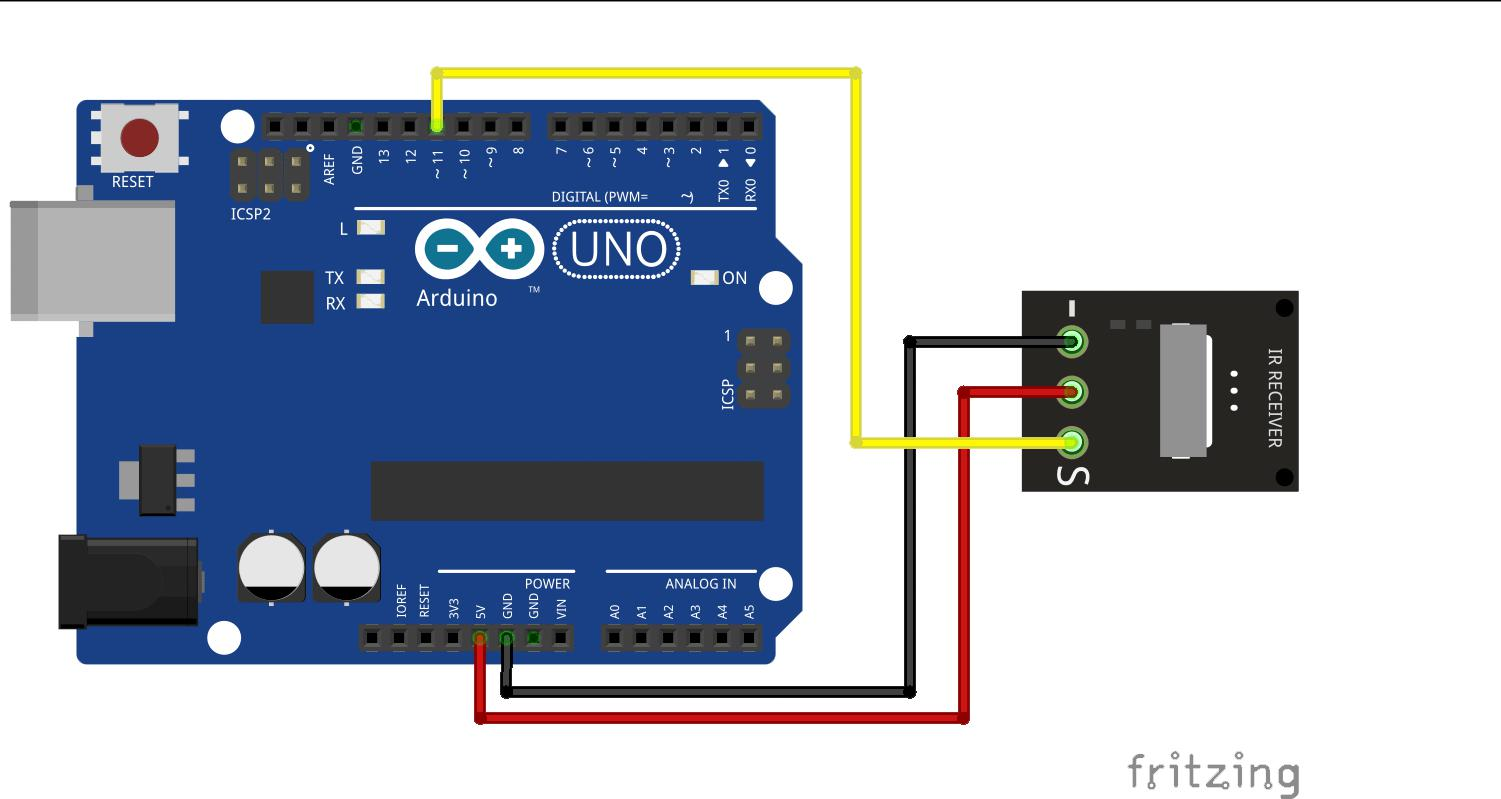 RESET
ICSP2
AREF
GND
13
12
~11
~10
~9
8
7
~6
~5
4
~3
2
TX0 ▶ 1
RX0 ◀ 0
DIGITAL (PWM= ~)
L
TX
RX
Arduino
TM
UNO
ON
1
ICSP
–
S
IR RECEIVER
IOREF
RESET
3V3
5V
GND
GND
VIN
POWER
ANALOG IN
A0
A1
A2
A3
A4
A5
fritzing